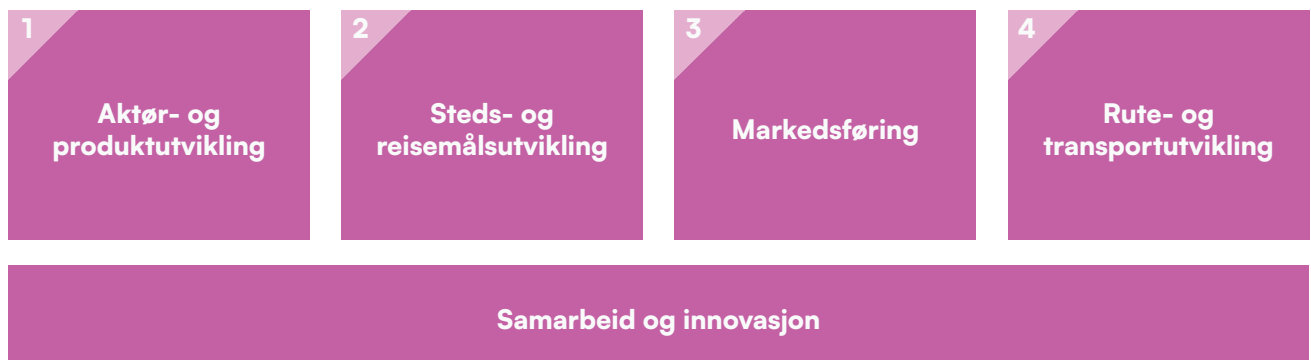 1
Aktør- og
produktutvikling
2
Steds- og
reisemålsutvikling
3
Markedsføring
4
Rute- og
transportutvikling
Samarbeid og innovasjon